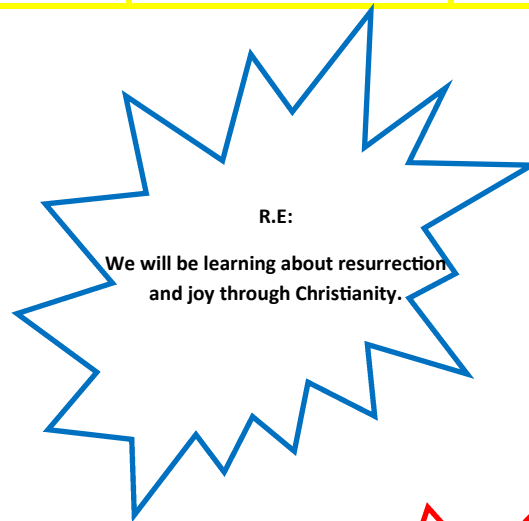 R.E:
We will be learning about resurrection
and joy through Christianity.